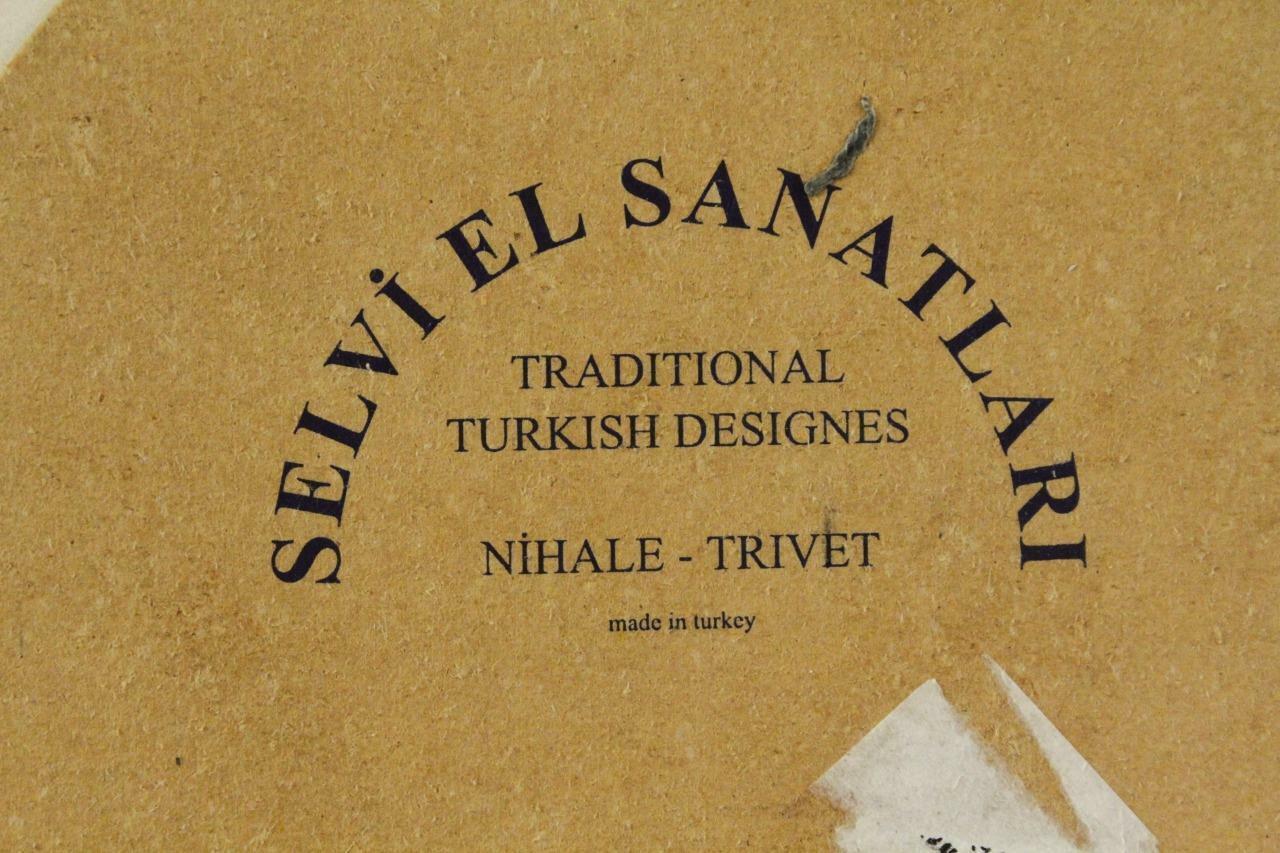 SELVİ EL SANATLARI
TRADITIONAL
TURKISH DESIGNES
NİHALE - TRIVET
made in turkey